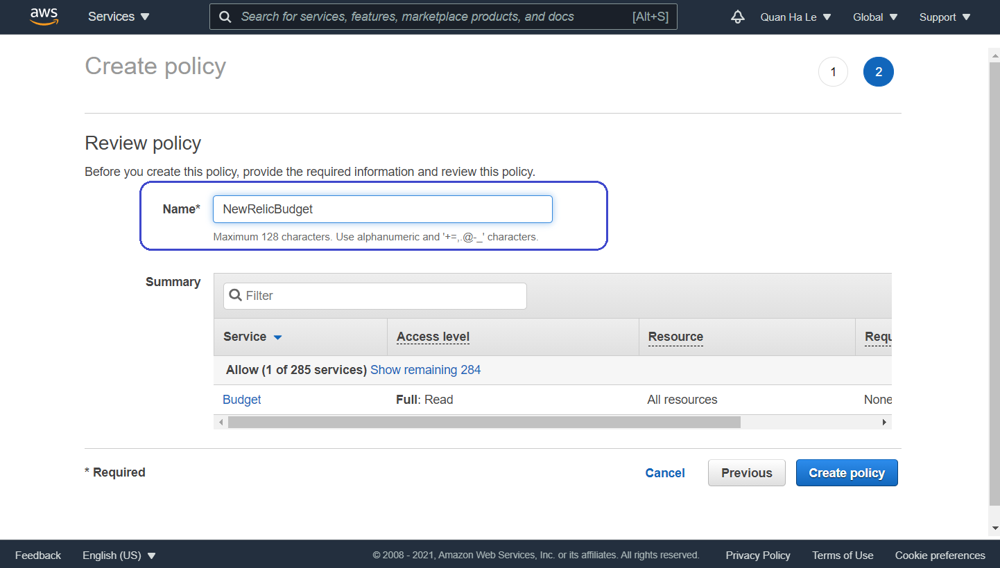 aws Services Search for services, features, marketplace products, and docs [Alt+S] Quan Ha Le Global Support
Create policy 1 2
Review policy
Before you create this policy, provide the required information and review this policy.
Name* NewRelicBudget
Maximum 128 characters. Use alphanumeric and '+=,.@-_' characters.
Summary
Filter
Service Access level Resource Requ
Allow (1 of 285 services) Show remaining 284
Budget Full: Read All resources None
* Required Cancel Previous Create policy
Feedback English (US) © 2008 - 2021, Amazon Web Services, Inc. or its affiliates. All rights reserved. Privacy Policy Terms of Use Cookie preferences